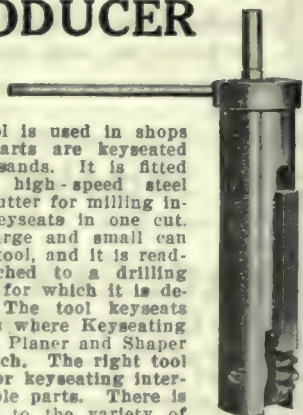 ODUCER
ol is used in shops
arts are keyseated
sands. It is fitted
high-speed steel
utter for milling in-
eyseats in one cut.
arge and small can
tool, and it is read-
ched to a drilling
for which it is de-
The tool keyseats
where Keyseating
Planer and Shaper
ch. The right tool
or keyseating inter-
ble parts. There is
to the variety of